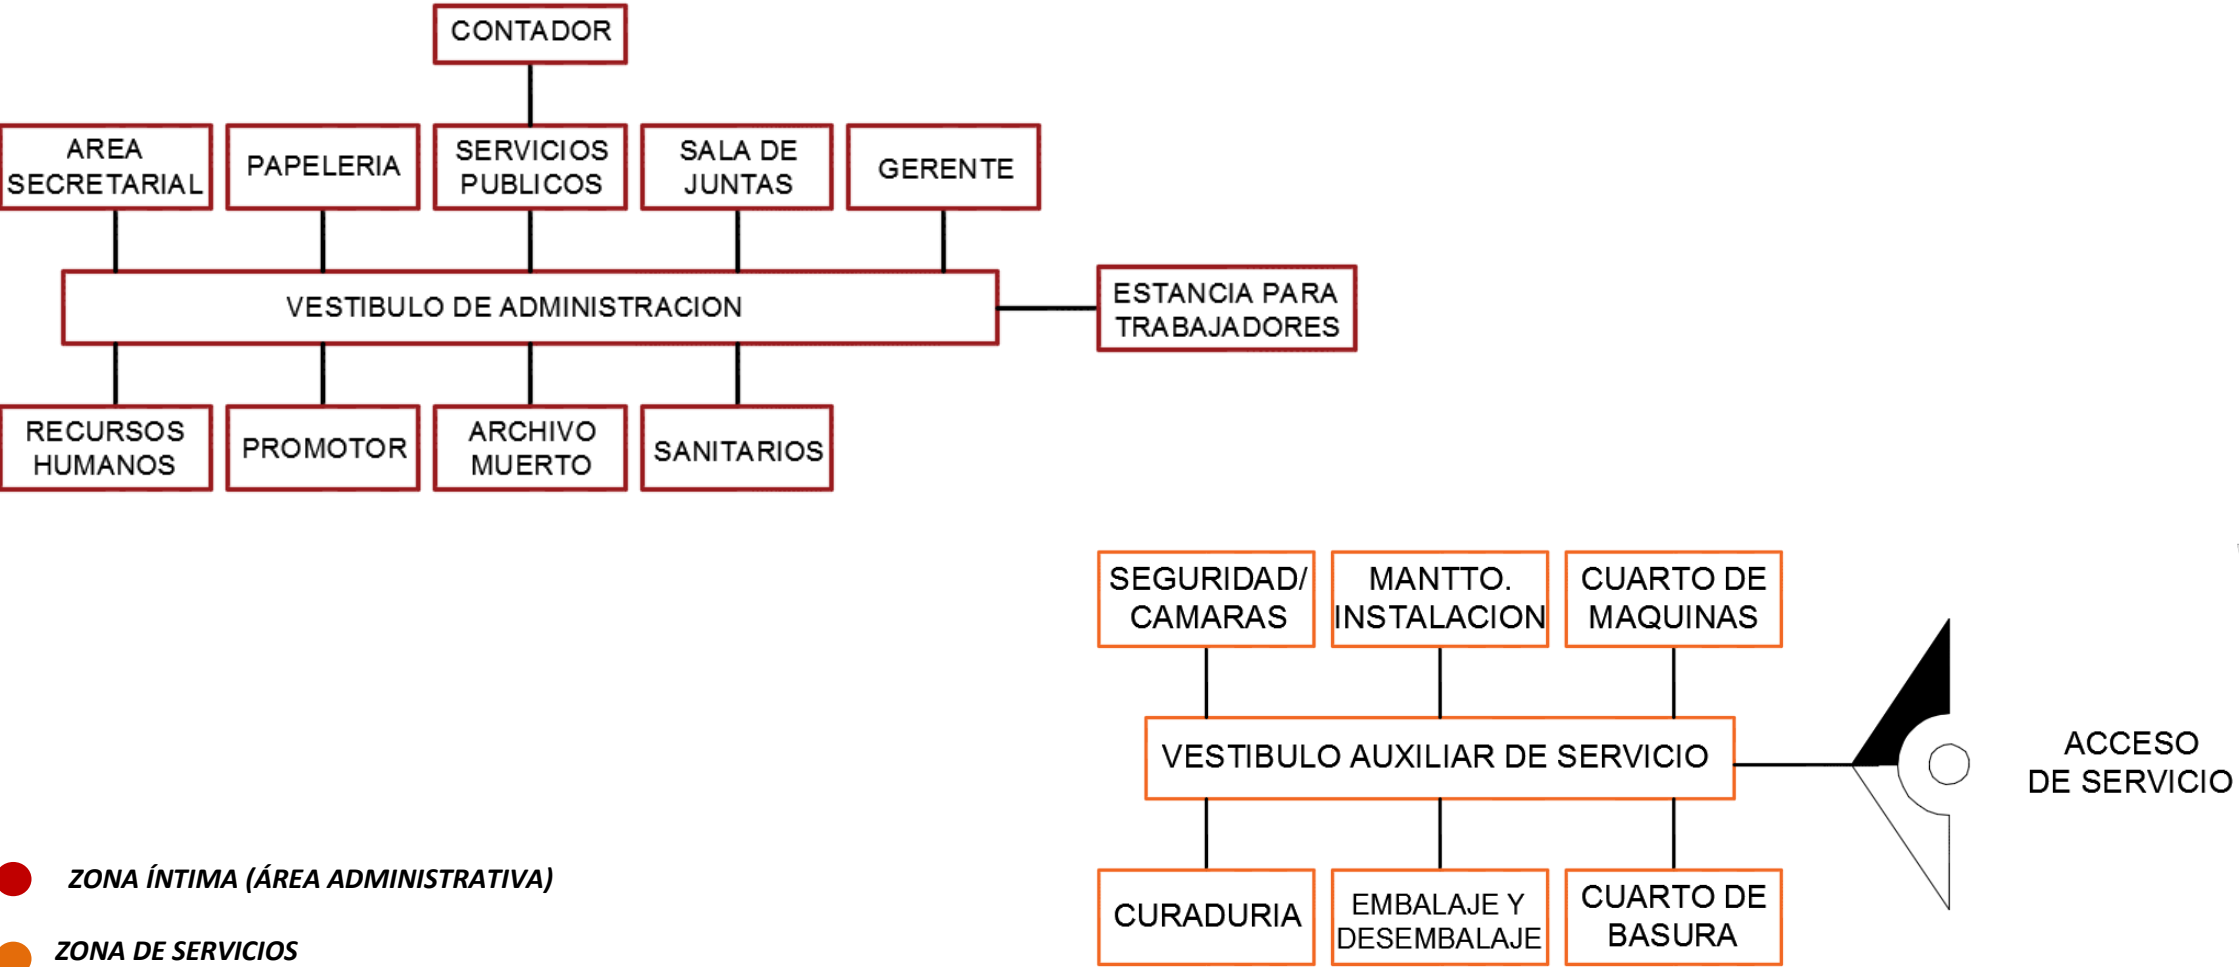 CONTADOR
AREA
SECRETARIAL
PAPELERIA
SERVICIOS
PUBLICOS
SALA DE
JUNTAS
GERENTE
VESTIBULO DE ADMINISTRACION
ESTANCIA PARA
TRABAJADORES
RECURSOS
HUMANOS
PROMOTOR
ARCHIVO
MUERTO
SANITARIOS
SEGURIDAD/
CAMARAS
MANTTO.
INSTALACION
CUARTO DE
MAQUINAS
VESTIBULO AUXILIAR DE SERVICIO
ACCESO
DE SERVICIO
CURADURIA
EMBALAJE Y
DESEMBALAJE
CUARTO DE
BASURA
ZONA ÍNTIMA (ÁREA ADMINISTRATIVA)
ZONA DE SERVICIOS